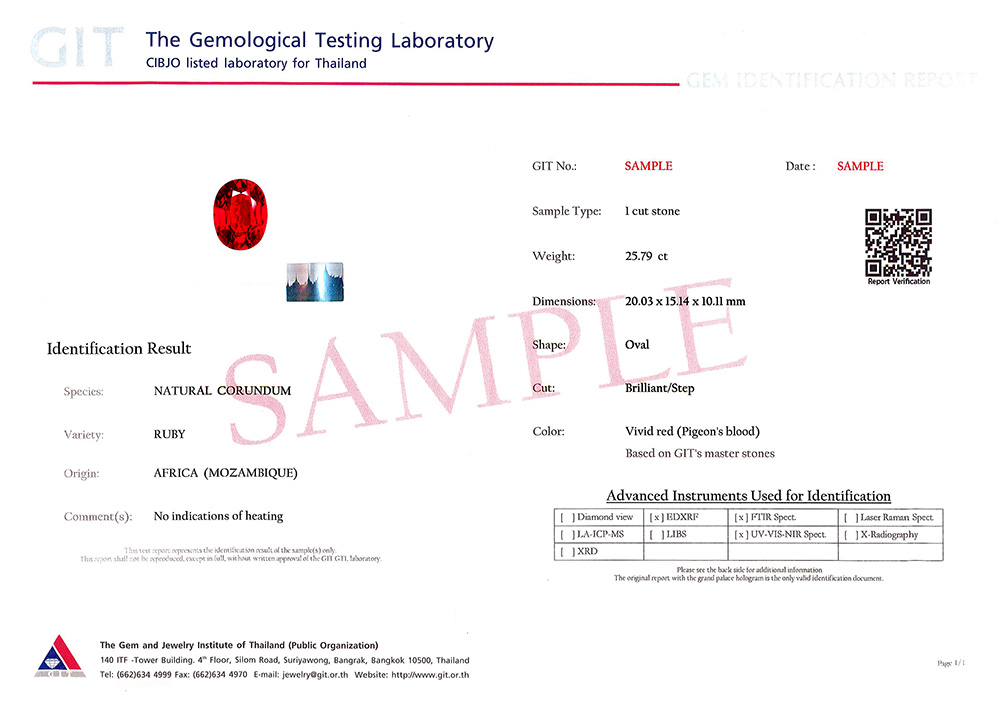 GIT
The Gemological Testing Laboratory
CIBJO listed laboratory for Thailand
GEM IDENTIFICATION REPORT
GIT No.: SAMPLE Date : SAMPLE
Sample Type: 1 cut stone
Weight: 25.79 ct
Report Verification
Dimensions: 20.03 x 15.14 x 10.11 mm
Shape: Oval
Cut: Brilliant/Step
Color: Vivid red (Pigeon's blood)
Based on GIT's master stones
SAMPLE
Identification Result
Species: NATURAL CORUNDUM
Variety: RUBY
Origin: AFRICA (MOZAMBIQUE)
Comment(s): No indications of heating
This test report represents the identification result of the sample(s) only.
This report shall not be reproduced, except in full, without written approval of the GIT GTL laboratory.
Advanced Instruments Used for Identification
[ ] Diamond view [x] EDXRF [x] FTIR Spect. [ ] Laser Raman Spect.
[ ] LA-ICP-MS [ ] LIBS [x] UV-VIS-NIR Spect. [ ] X-Radiography
[ ] XRD
Please see the back side for additional information
The original report with the grand palace hologram is the only valid identification document.
The Gem and Jewelry Institute of Thailand (Public Organization)
140 ITF -Tower Building. 4th Floor, Silom Road, Suriyawong, Bangrak, Bangkok 10500, Thailand
Tel: (662)634 4999 Fax: (662)634 4970 E-mail: jewelry@git.or.th Website: http://www.git.or.th
GIT
Page 1/1